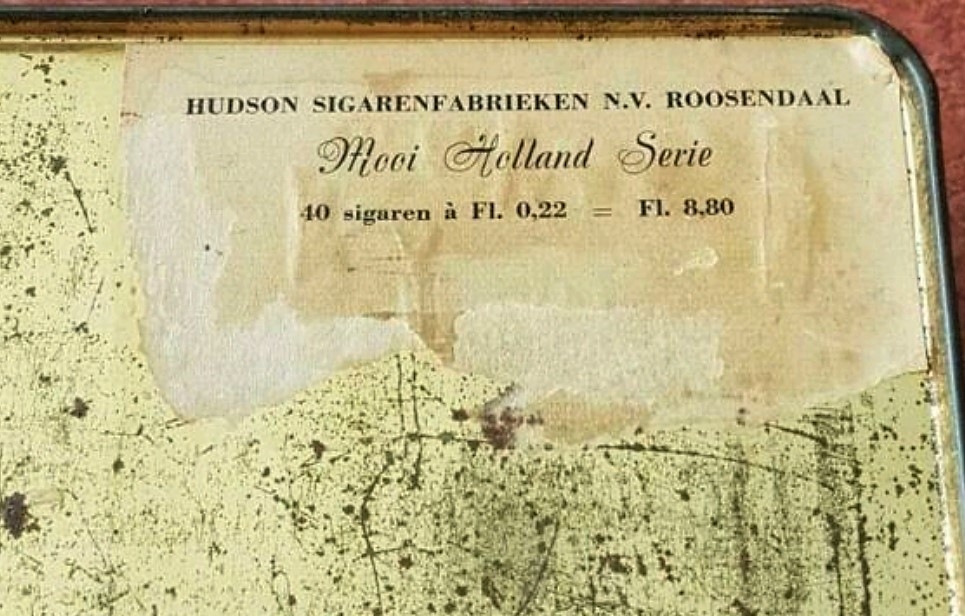 HUDSON SIGARENFABRIEKEN N.V. ROOSENDAAL
Mooi Holland Serie
40 sigaren à Fl. 0,22 = Fl. 8,80